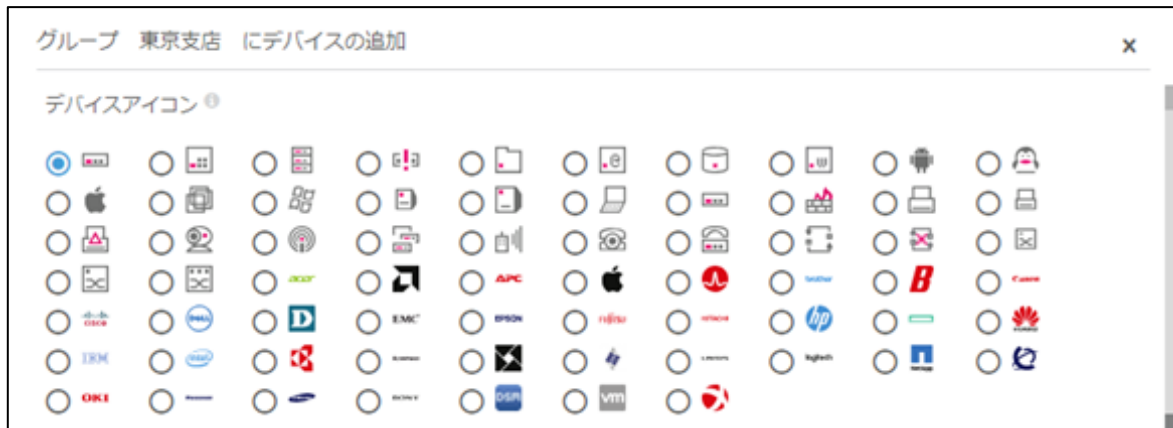 グループ　東京支店　にデバイスの追加
x
デバイスアイコン
acer
APC
brother
B
Canon
CISCO
DELL
D
EMC²
EPSON
FUJITSU
HITACHI
hp
IBM
intel
logitech
NetApp
OKI
SONY
DSM
vm